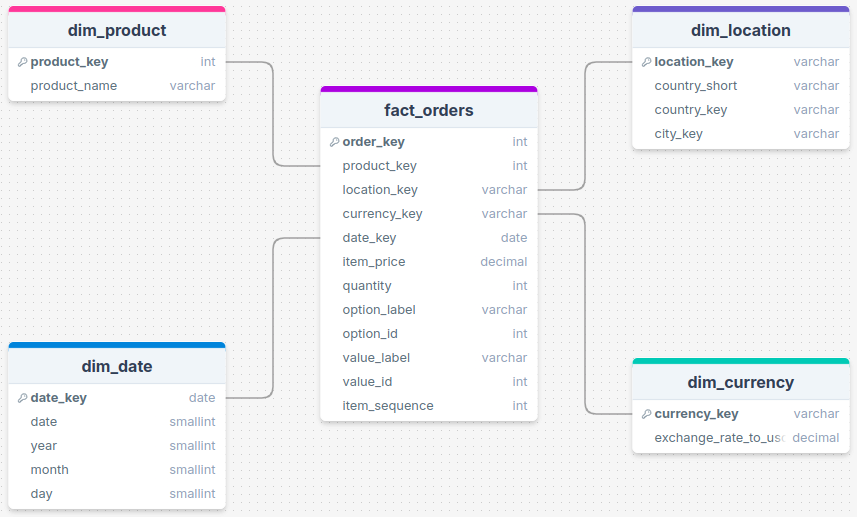 dim_product
product_key int
product_name varchar
dim_location
location_key varchar
country_short varchar
country_key varchar
city_key varchar
fact_orders
order_key int
product_key int
location_key varchar
currency_key varchar
date_key date
item_price decimal
quantity int
option_label varchar
option_id int
value_label varchar
value_id int
item_sequence int
dim_date
date_key date
date smallint
year smallint
month smallint
day smallint
dim_currency
currency_key varchar
exchange_rate_to_usd decimal